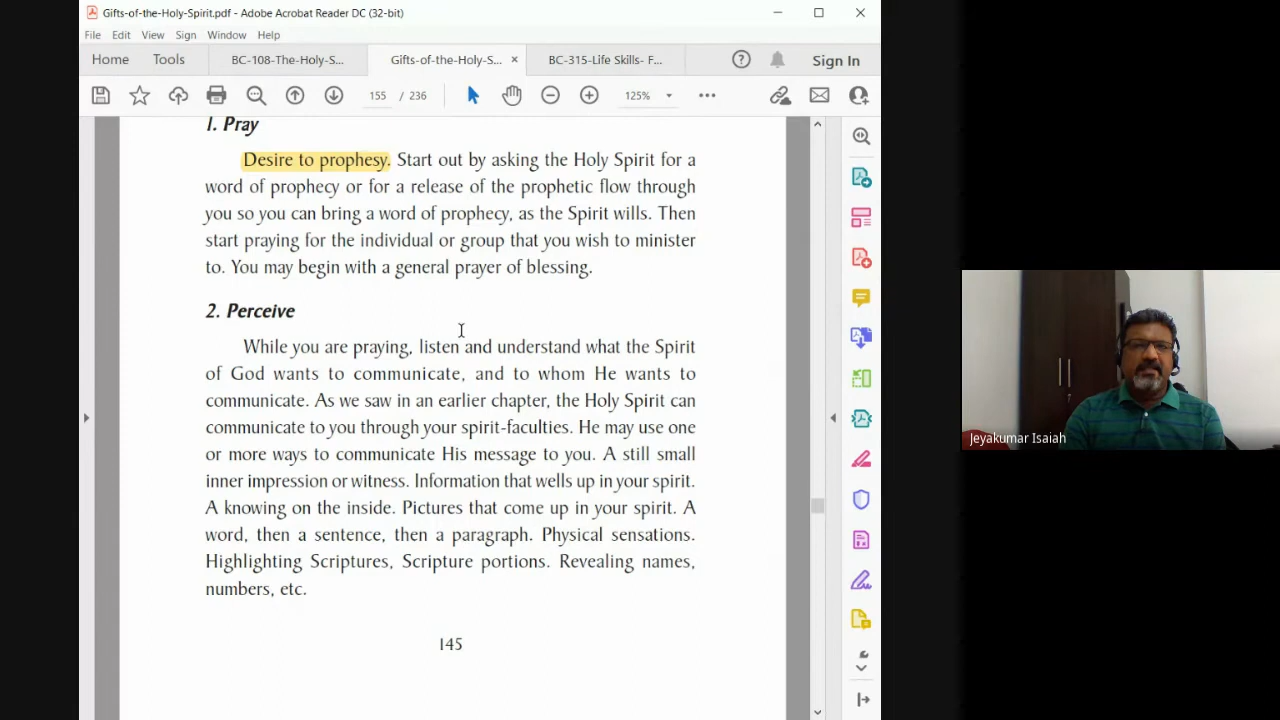 Gifts-of-the-Holy-Spirit.pdf - Adobe Acrobat Reader DC (32-bit)
File Edit View Sign Window Help
Home Tools BC-108-The-Holy-S... Gifts-of-the-Holy-S... × BC-315-Life Skills- F... Sign In
155 / 236 125%
1. Pray
Desire to prophesy. Start out by asking the Holy Spirit for a
word of prophecy or for a release of the prophetic flow through
you so you can bring a word of prophecy, as the Spirit wills. Then
start praying for the individual or group that you wish to minister
to. You may begin with a general prayer of blessing.
2. Perceive
While you are praying, listen and understand what the Spirit
of God wants to communicate, and to whom He wants to
communicate. As we saw in an earlier chapter, the Holy Spirit can
communicate to you through your spirit-faculties. He may use one
or more ways to communicate His message to you. A still small
inner impression or witness. Information that wells up in your spirit.
A knowing on the inside. Pictures that come up in your spirit. A
word, then a sentence, then a paragraph. Physical sensations.
Highlighting Scriptures, Scripture portions. Revealing names,
numbers, etc.
145
Jeyakumar Isaiah